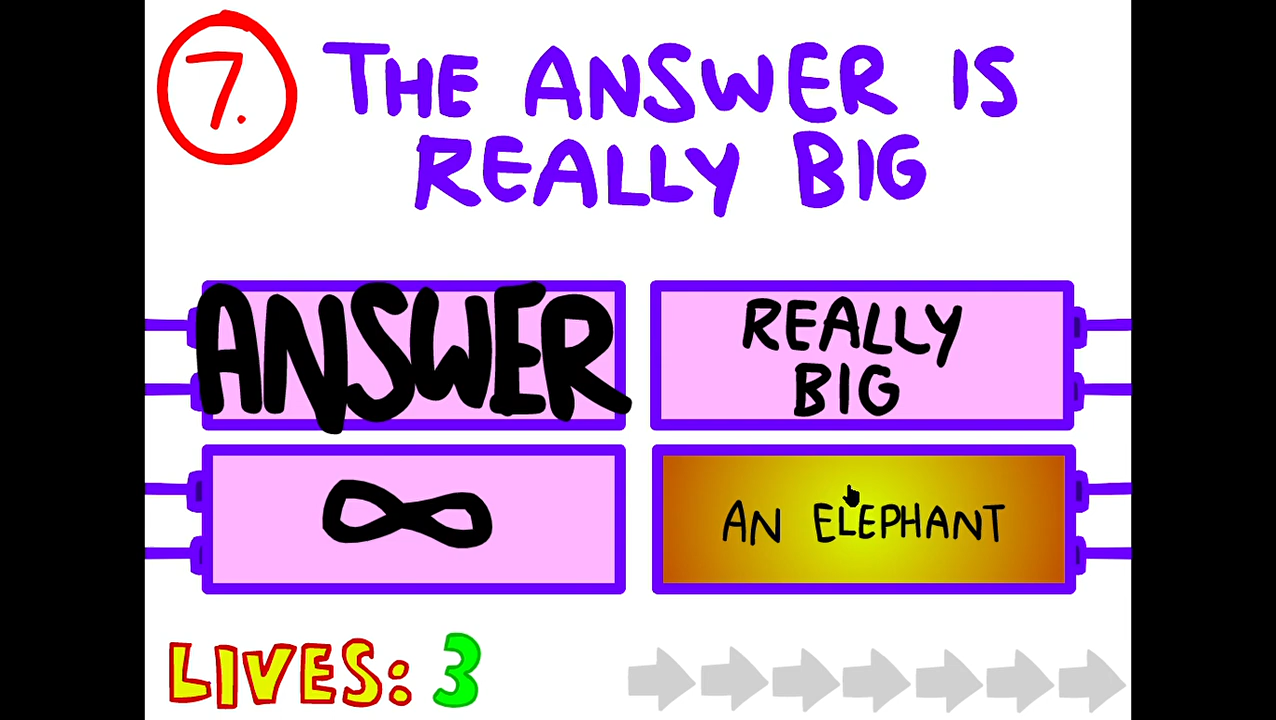 7. THE ANSWER IS
REALLY BIG
ANSWER
REALLY
BIG
∞
AN ELEPHANT
LIVES: 3